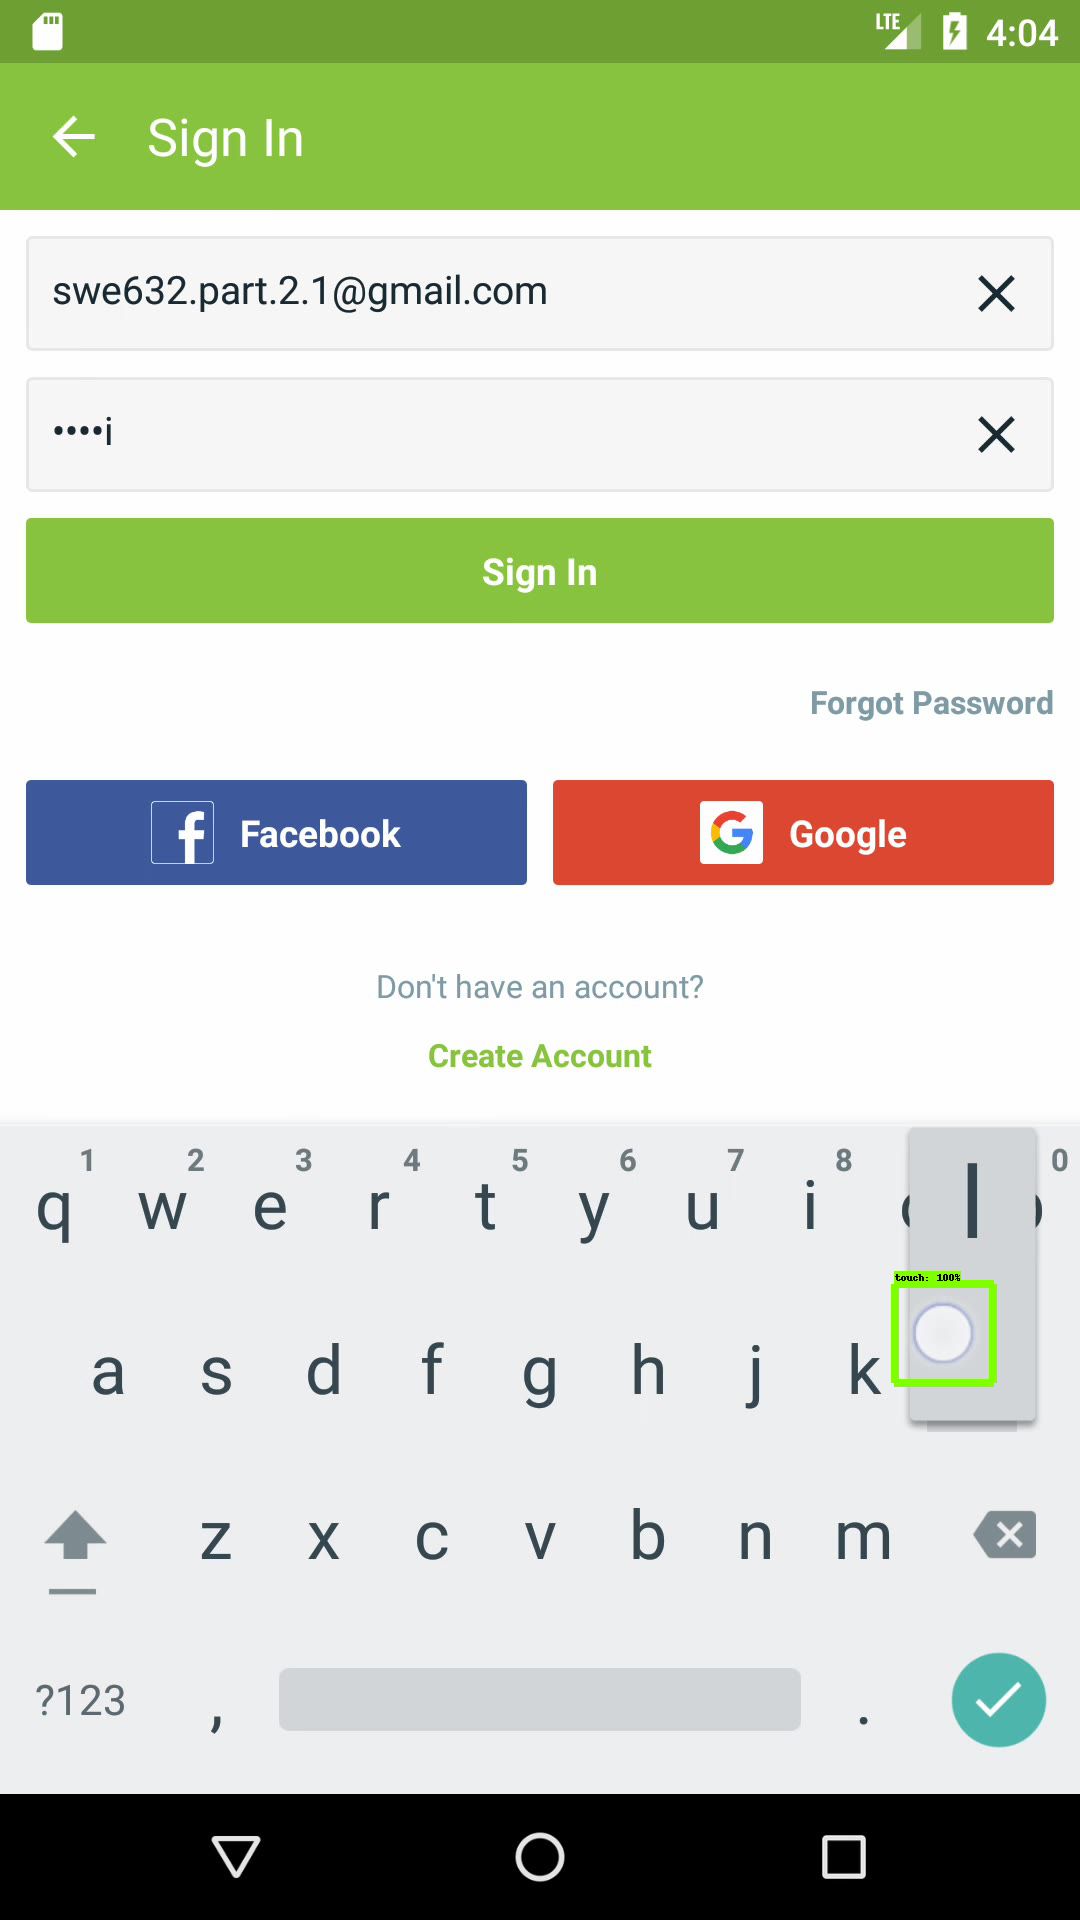 LTE 4:04
Sign In
swe632.part.2.1@gmail.com
••••i
Sign In
Forgot Password
Facebook
G Google
Don't have an account?
Create Account
1 2 3 4 5 6 7 8 0
q w e r t y u i l
touch: 100%
a s d f g h j k
z x c v b n m
?123 , .